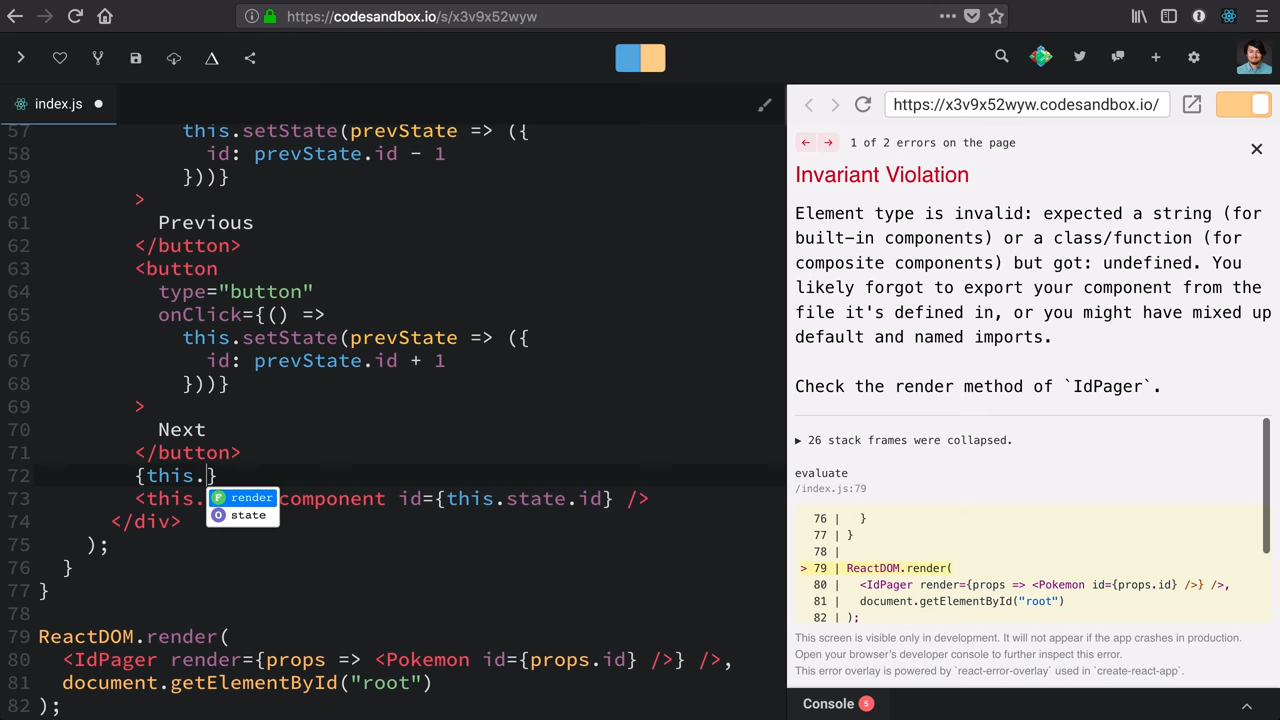 https://codesandbox.io/s/x3v9x52wyw
index.js
https://x3v9x52wyw.codesandbox.io/
57 this.setState(prevState => ({
58 id: prevState.id - 1
59 }))}
60 >
61 Previous
62 </button>
63 <button
64 type="button"
65 onClick={() =>
66 this.setState(prevState => ({
67 id: prevState.id + 1
68 }))}
69 >
70 Next
71 </button>
72 {this.}
F render
O state
73 <this. component id={this.state.id} />
74 </div>
75 );
76 }
77 }
78
79 ReactDOM.render(
80 <IdPager render={props => <Pokemon id={props.id} />} />,
81 document.getElementById("root")
82 );
← → 1 of 2 errors on the page
Invariant Violation
Element type is invalid: expected a string (for
built-in components) or a class/function (for
composite components) but got: undefined. You
likely forgot to export your component from the
file it's defined in, or you might have mixed up
default and named imports.
Check the render method of `IdPager`.
▶ 26 stack frames were collapsed.
evaluate
/index.js:79
76 | }
77 | }
78 |
> 79 | ReactDOM.render(
80 | <IdPager render={props => <Pokemon id={props.id} />} />,
81 | document.getElementById("root")
82 | );
This screen is visible only in development. It will not appear if the app crashes in production.
Open your browser's developer console to further inspect this error.
This error overlay is powered by `react-error-overlay` used in `create-react-app`.
Console 5